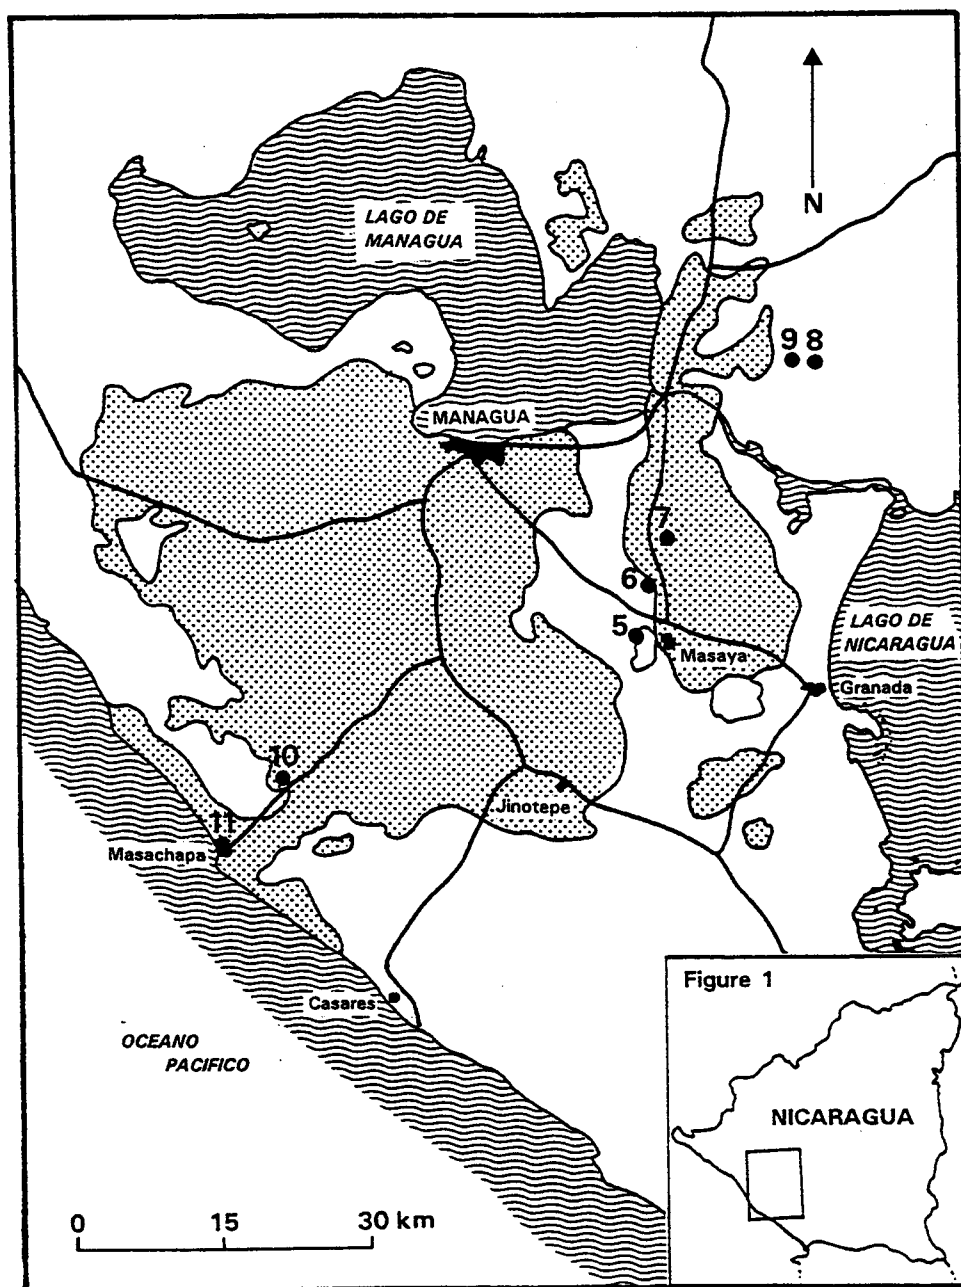 N
LAGO DE
MANAGUA
9 8
MANAGUA
7
6
5
LAGO DE
NICARAGUA
Masaya
Granada
10
Jinotepe
11
Masachapa
Casares
Figure 1
OCEANO
PACIFICO
NICARAGUA
0 15 30 km